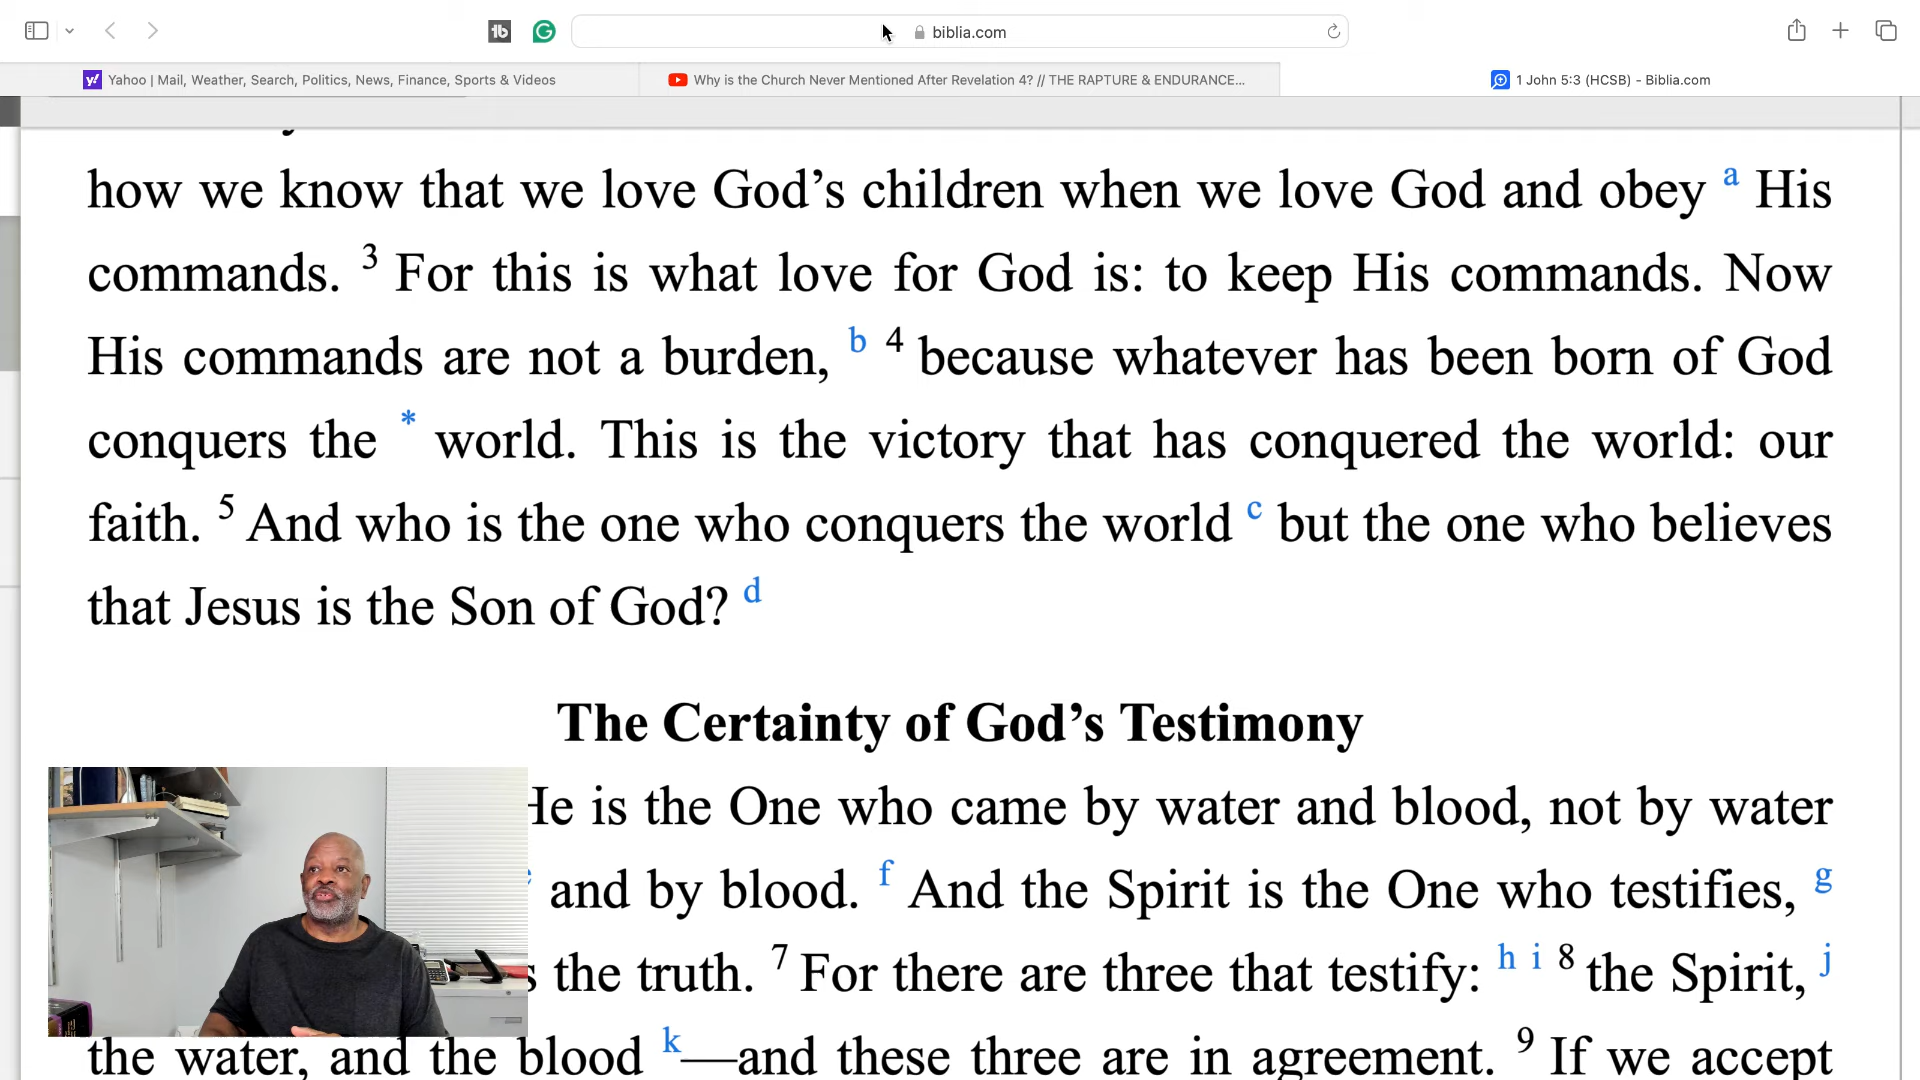 biblia.com
Yahoo | Mail, Weather, Search, Politics, News, Finance, Sports & Videos
Why is the Church Never Mentioned After Revelation 4? // THE RAPTURE & ENDURANCE...
1 John 5:3 (HCSB) - Biblia.com
how we know that we love God’s children when we love God and obey a His
commands. 3 For this is what love for God is: to keep His commands. Now
His commands are not a burden, b 4 because whatever has been born of God
conquers the * world. This is the victory that has conquered the world: our
faith. 5 And who is the one who conquers the world c but the one who believes
that Jesus is the Son of God? d
The Certainty of God’s Testimony
He is the One who came by water and blood, not by water
and by blood. f And the Spirit is the One who testifies, g
the truth. 7 For there are three that testify: h i 8 the Spirit, j
the water, and the blood k—and these three are in agreement. 9 If we accept